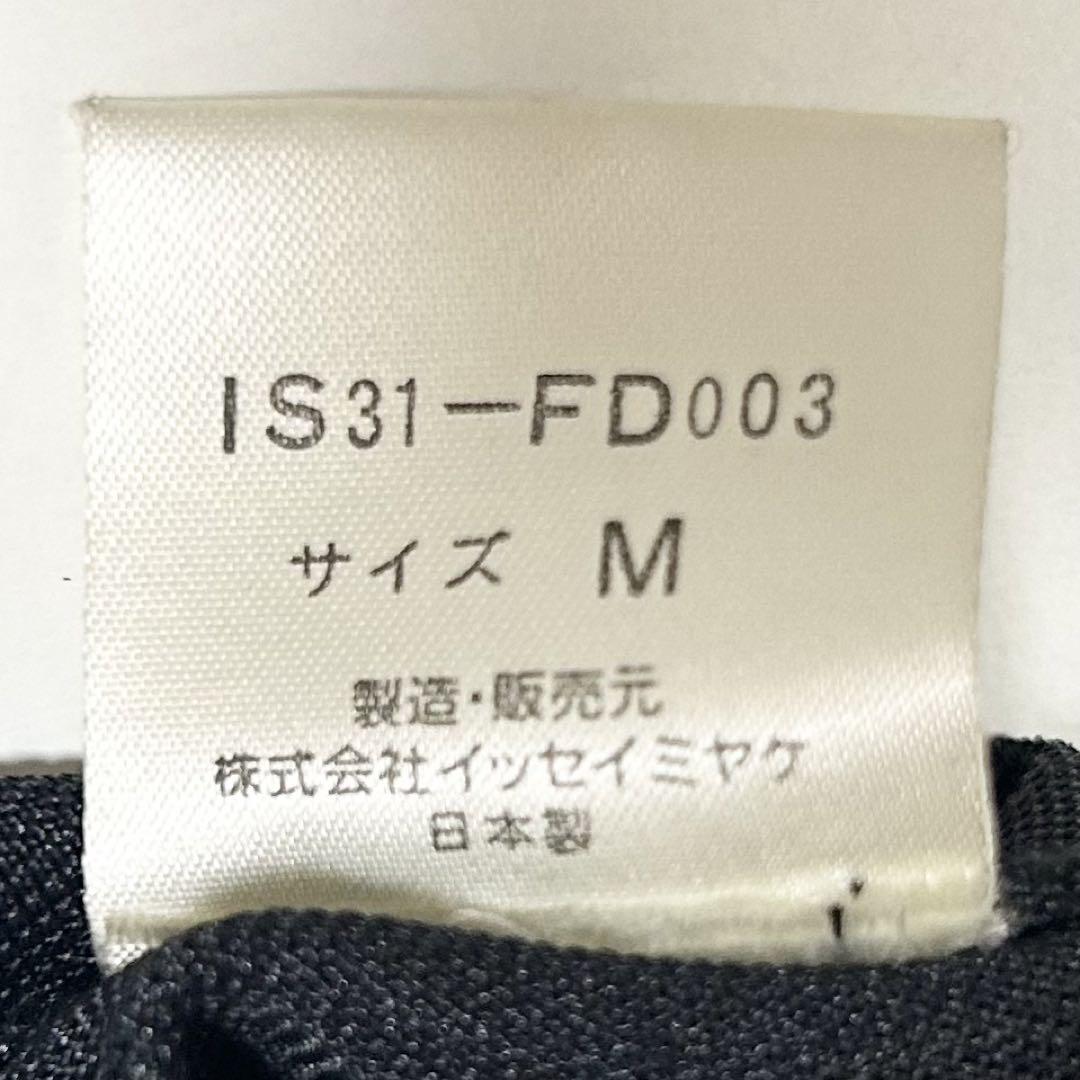 IS31-FD003
サイズ M
製造・販売元
株式会社イッセイミヤケ
日本製